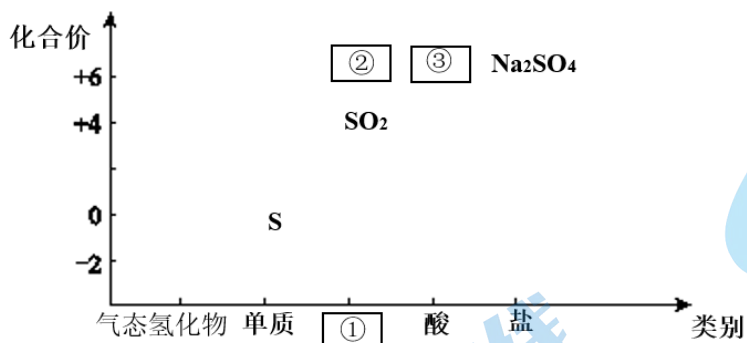 化合价
+6
② ③ Na₂SO₄
+4
SO₂
0
S
−2
气态氢化物 单质 ① 酸 盐 类别